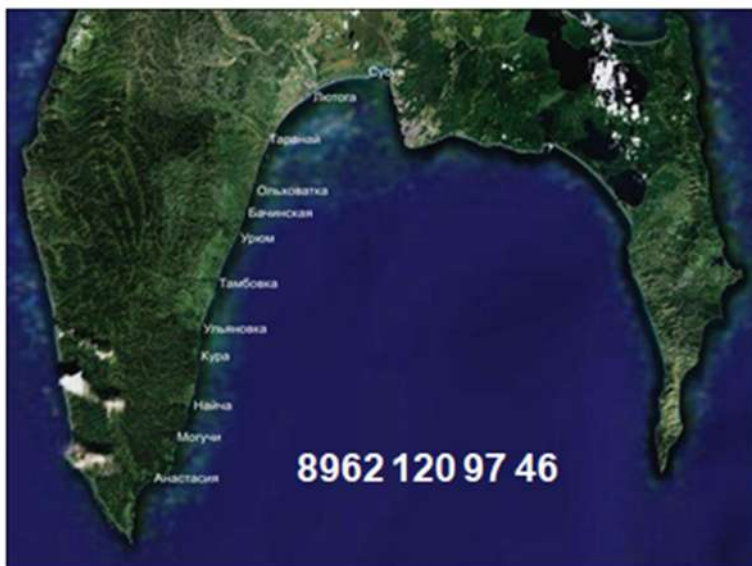 Лютога
Таранай
Ольховатка
Бачинская
Урюм
Тамбовка
Ульяновка
Кура
Найча
Могучи
Анастасия
8962 120 97 46